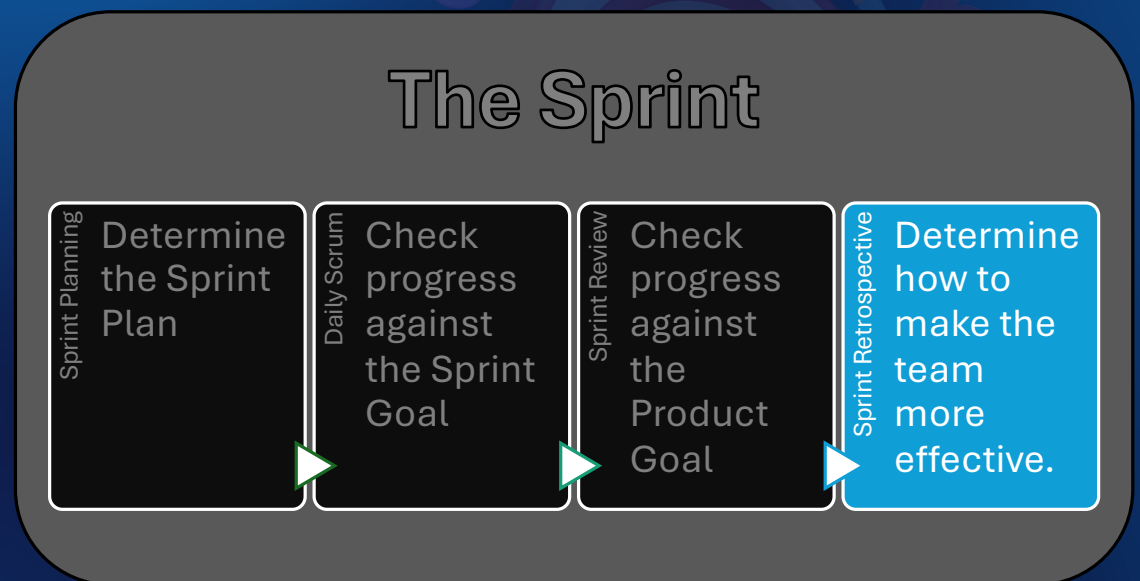 The Sprint
Sprint Planning
Determine
the Sprint
Plan
Daily Scrum
Check
progress
against
the Sprint
Goal
Sprint Review
Check
progress
against
the
Product
Goal
Sprint Retrospective
Determine
how to
make the
team
more
effective.